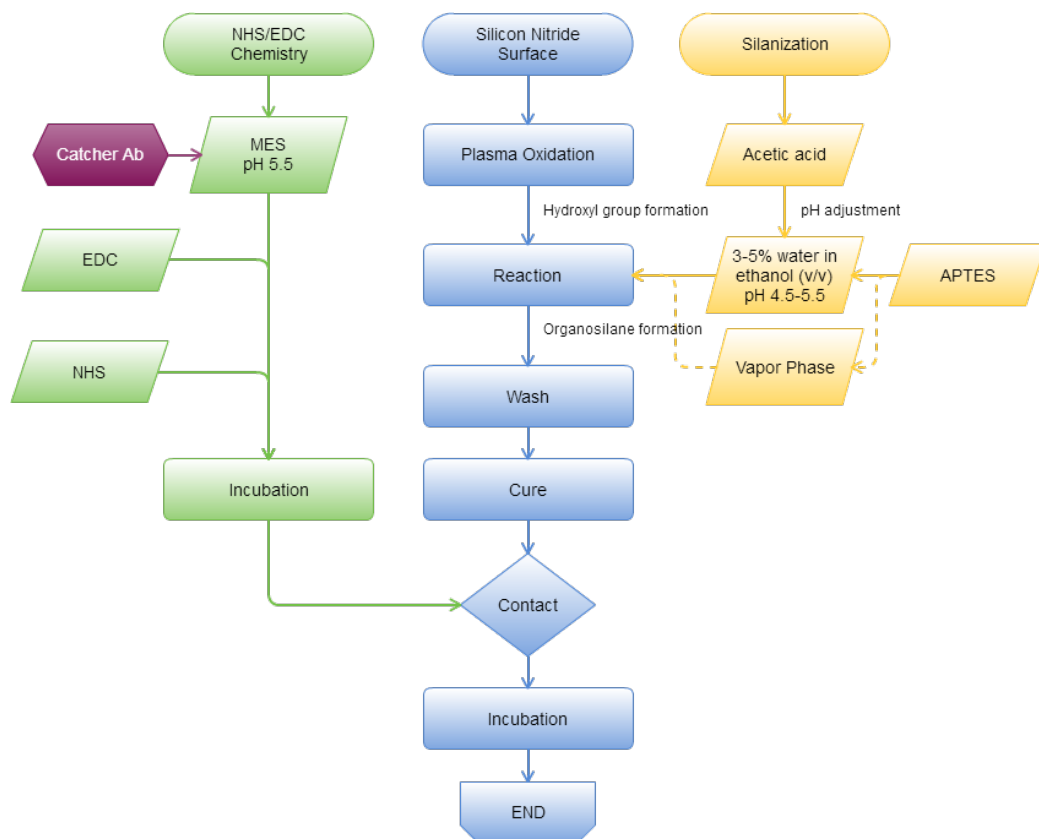 NHS/EDC
Chemistry
Silicon Nitride
Surface
Silanization
Catcher Ab
MES
pH 5.5
Plasma Oxidation
Acetic acid
Hydroxyl group formation
pH adjustment
EDC
Reaction
3-5% water in
ethanol (v/v)
pH 4.5-5.5
APTES
Organosilane formation
NHS
Wash
Vapor Phase
Incubation
Cure
Contact
Incubation
END